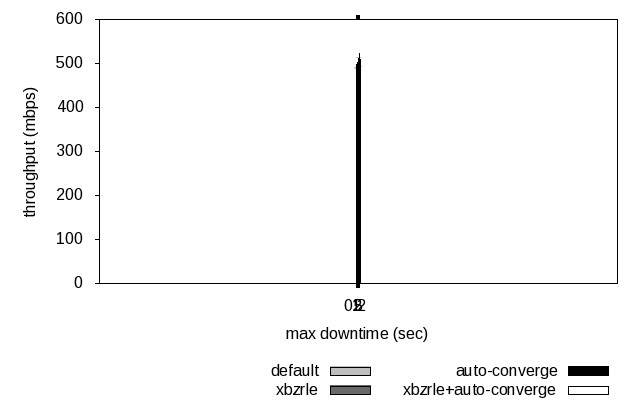 600
500
400
300
200
100
0
throughput (mbps)
max downtime (sec)
default
auto-converge
xbzrle
xbzrle+auto-converge